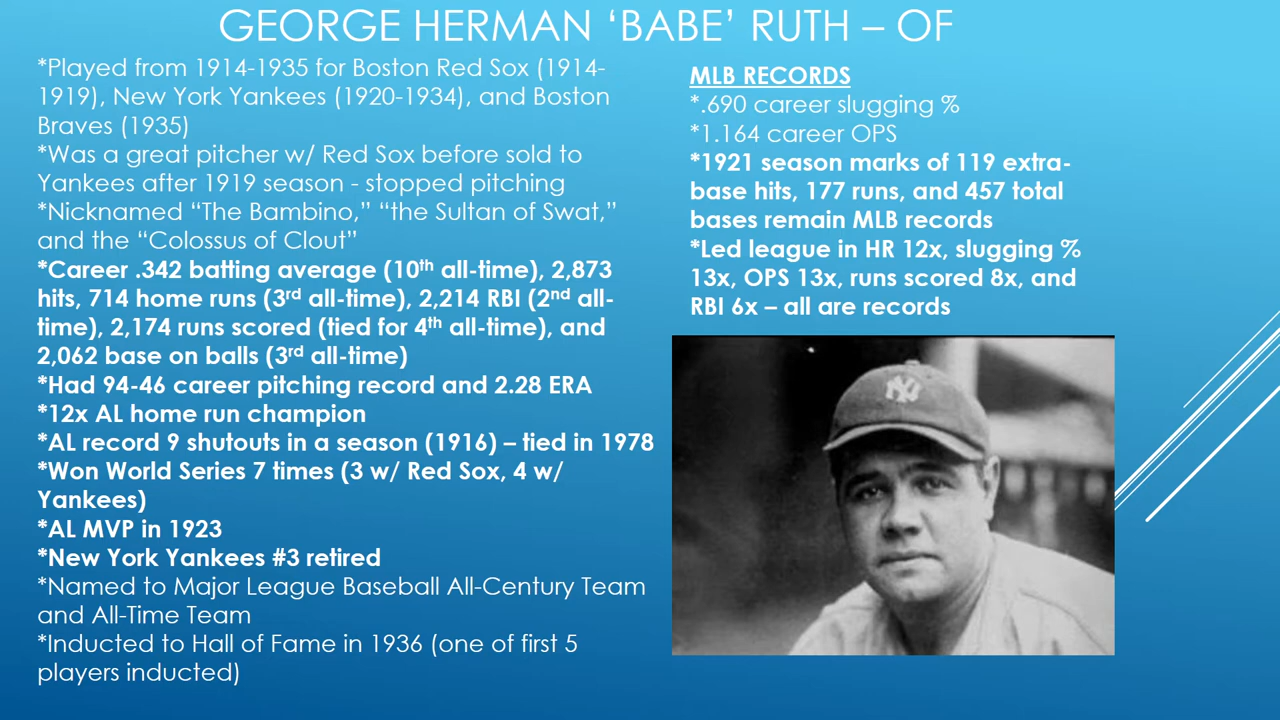 GEORGE HERMAN ‘BABE’ RUTH – OF
*Played from 1914-1935 for Boston Red Sox (1914-
1919), New York Yankees (1920-1934), and Boston
Braves (1935)
*Was a great pitcher w/ Red Sox before sold to
Yankees after 1919 season - stopped pitching
*Nicknamed “The Bambino,” “the Sultan of Swat,”
and the “Colossus of Clout”
*Career .342 batting average (10th all-time), 2,873
hits, 714 home runs (3rd all-time), 2,214 RBI (2nd all-
time), 2,174 runs scored (tied for 4th all-time), and
2,062 base on balls (3rd all-time)
*Had 94-46 career pitching record and 2.28 ERA
*12x AL home run champion
*AL record 9 shutouts in a season (1916) – tied in 1978
*Won World Series 7 times (3 w/ Red Sox, 4 w/
Yankees)
*AL MVP in 1923
*New York Yankees #3 retired
*Named to Major League Baseball All-Century Team
and All-Time Team
*Inducted to Hall of Fame in 1936 (one of first 5
players inducted)
MLB RECORDS
*.690 career slugging %
*1.164 career OPS
*1921 season marks of 119 extra-
base hits, 177 runs, and 457 total
bases remain MLB records
*Led league in HR 12x, slugging %
13x, OPS 13x, runs scored 8x, and
RBI 6x – all are records
NY